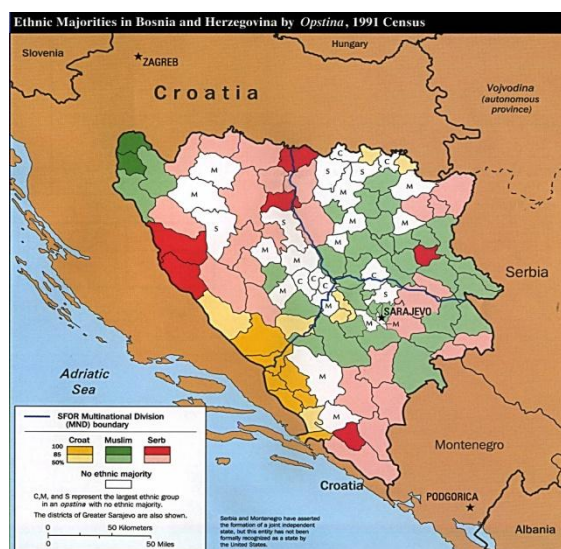 Ethnic Majorities in Bosnia and Herzegovina by Opstina, 1991 Census
Slovenia
ZAGREB
Hungary
Vojvodina
(autonomous
province)
Croatia
C
C
M
S
S
M
M
M
M
S
M
M
M
C
C
C
C
M
C
S
SARAJEVO
M
M
M
M
Serbia
Adriatic
Sea
Montenegro
Croatia
PODGORICA
Albania
SFOR Multinational Division
(MND) boundary
Croat Muslim Serb
100
85
50%
No ethnic majority
C,M, and S represent the largest ethnic group
in an opstina with no ethnic majority.
The districts of Greater Sarajevo are also shown.
0 50 Kilometers
0 50 Miles
Serbia and Montenegro have asserted
the formation of a joint independent
state, but this entity has not been
formally recognized as a state by
the United States.